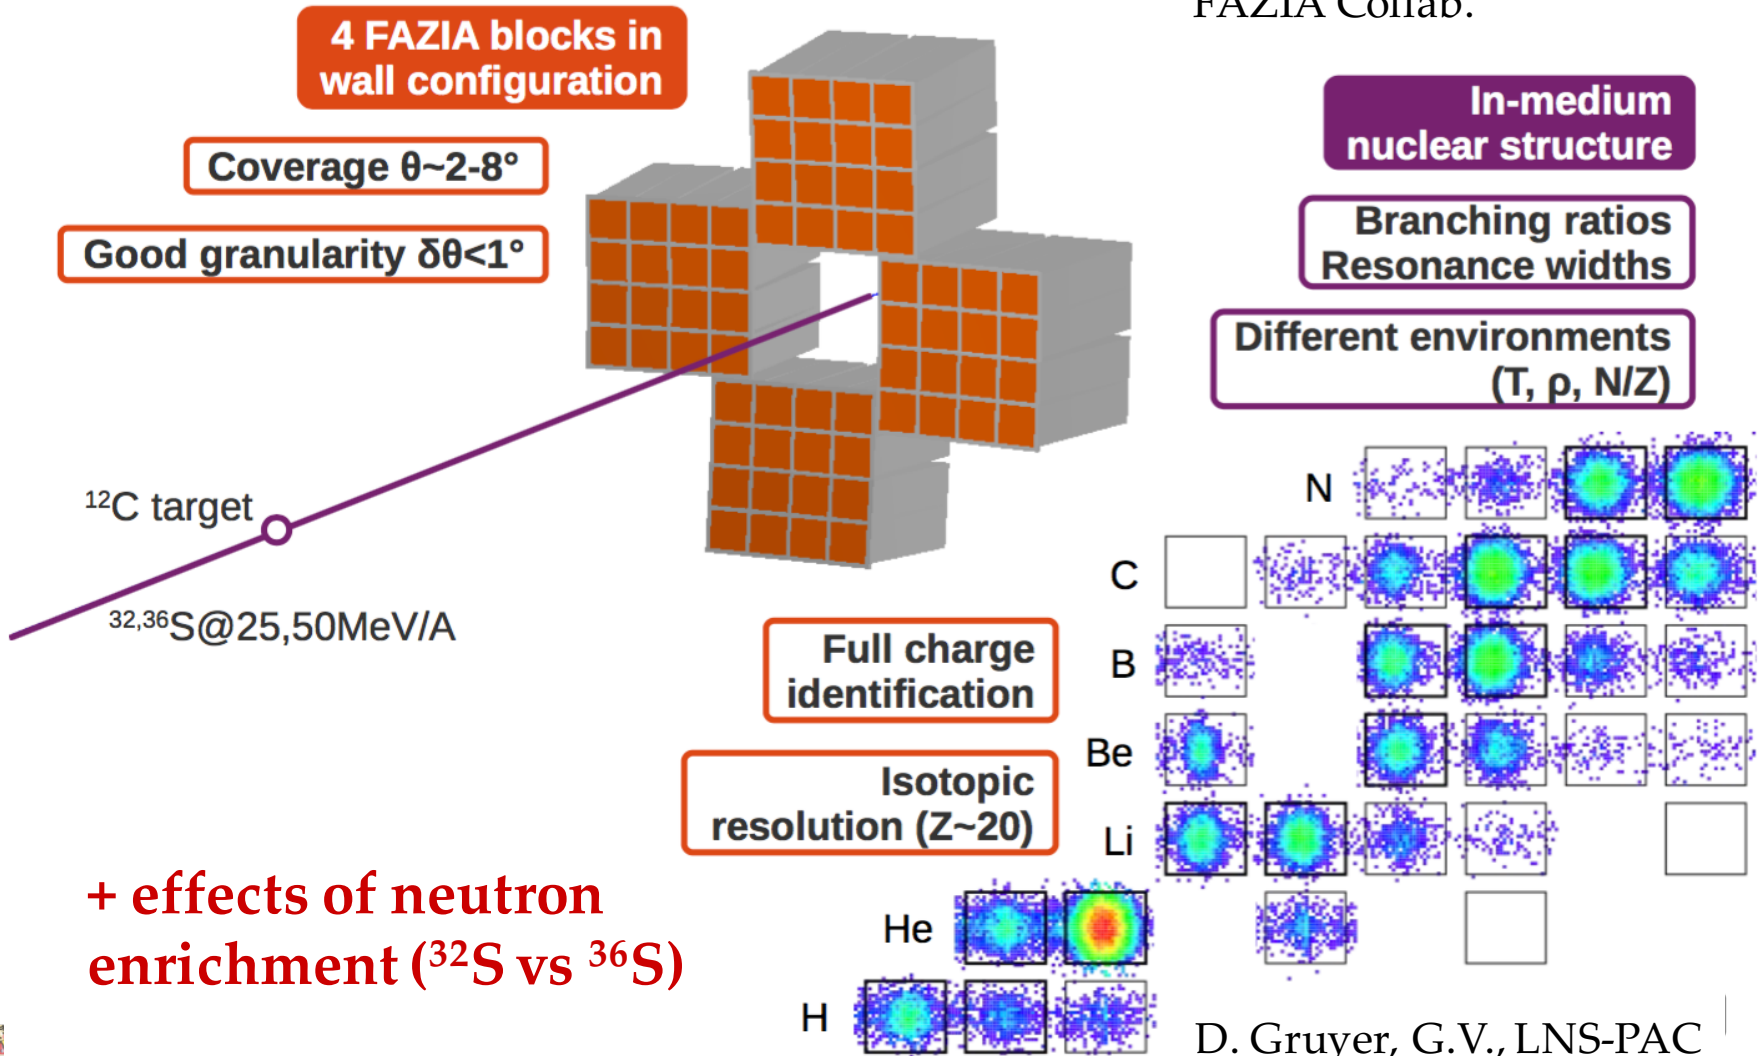 FAZIA Collab.
4 FAZIA blocks in
wall configuration
Coverage θ~2-8°
Good granularity δθ<1°
In-medium
nuclear structure
Branching ratios
Resonance widths
Different environments
(T, ρ, N/Z)
¹²C target
³²,³⁶S@25,50MeV/A
Full charge
identification
Isotopic
resolution (Z~20)
N
C
B
Be
Li
He
H
+ effects of neutron
enrichment (³²S vs ³⁶S)
D. Gruyer, G.V., LNS-PAC